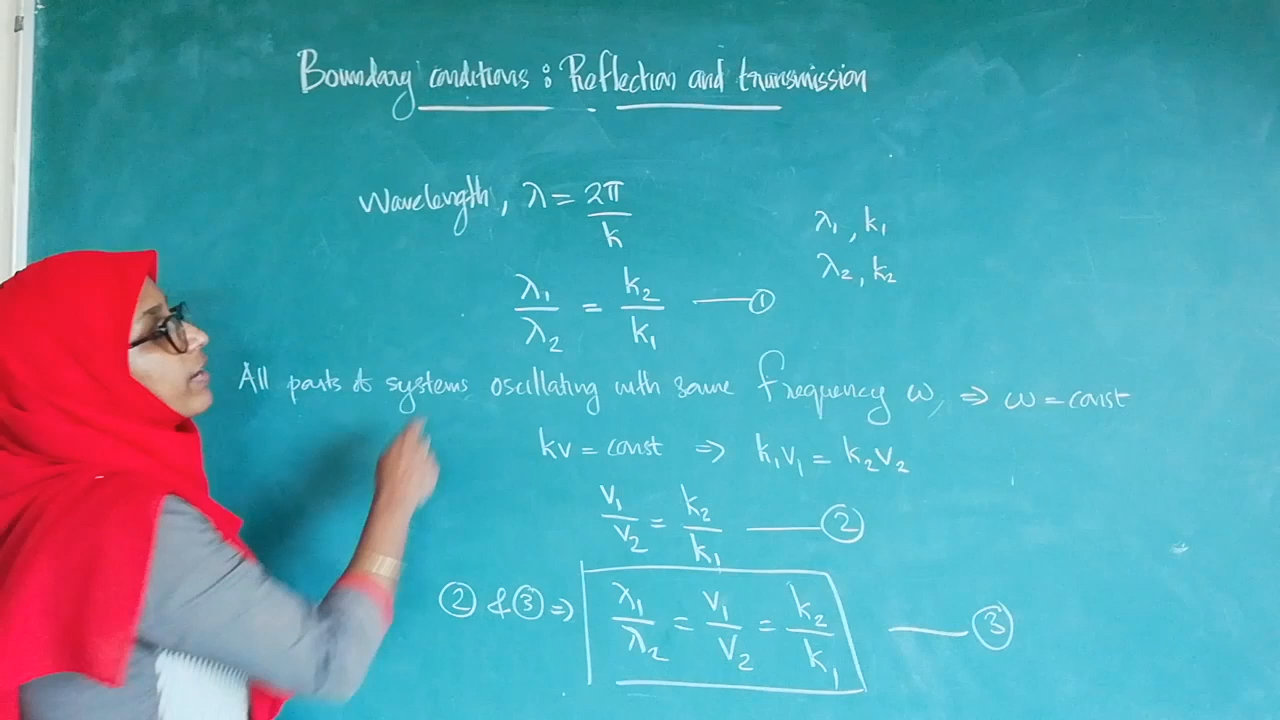 Boundary conditions : Reflection and transmission
Wavelength, λ = 2π/k
λ₁, k₁
λ₂, k₂
λ₁/λ₂ = k₂/k₁ —— ①
All parts of systems oscillating with same frequency ω, ⇒ ω = const
kv = const ⇒ k₁v₁ = k₂v₂
v₁/v₂ = k₂/k₁ —— ②
② & ③ ⇒ λ₁/λ₂ = v₁/v₂ = k₂/k₁ —— ③